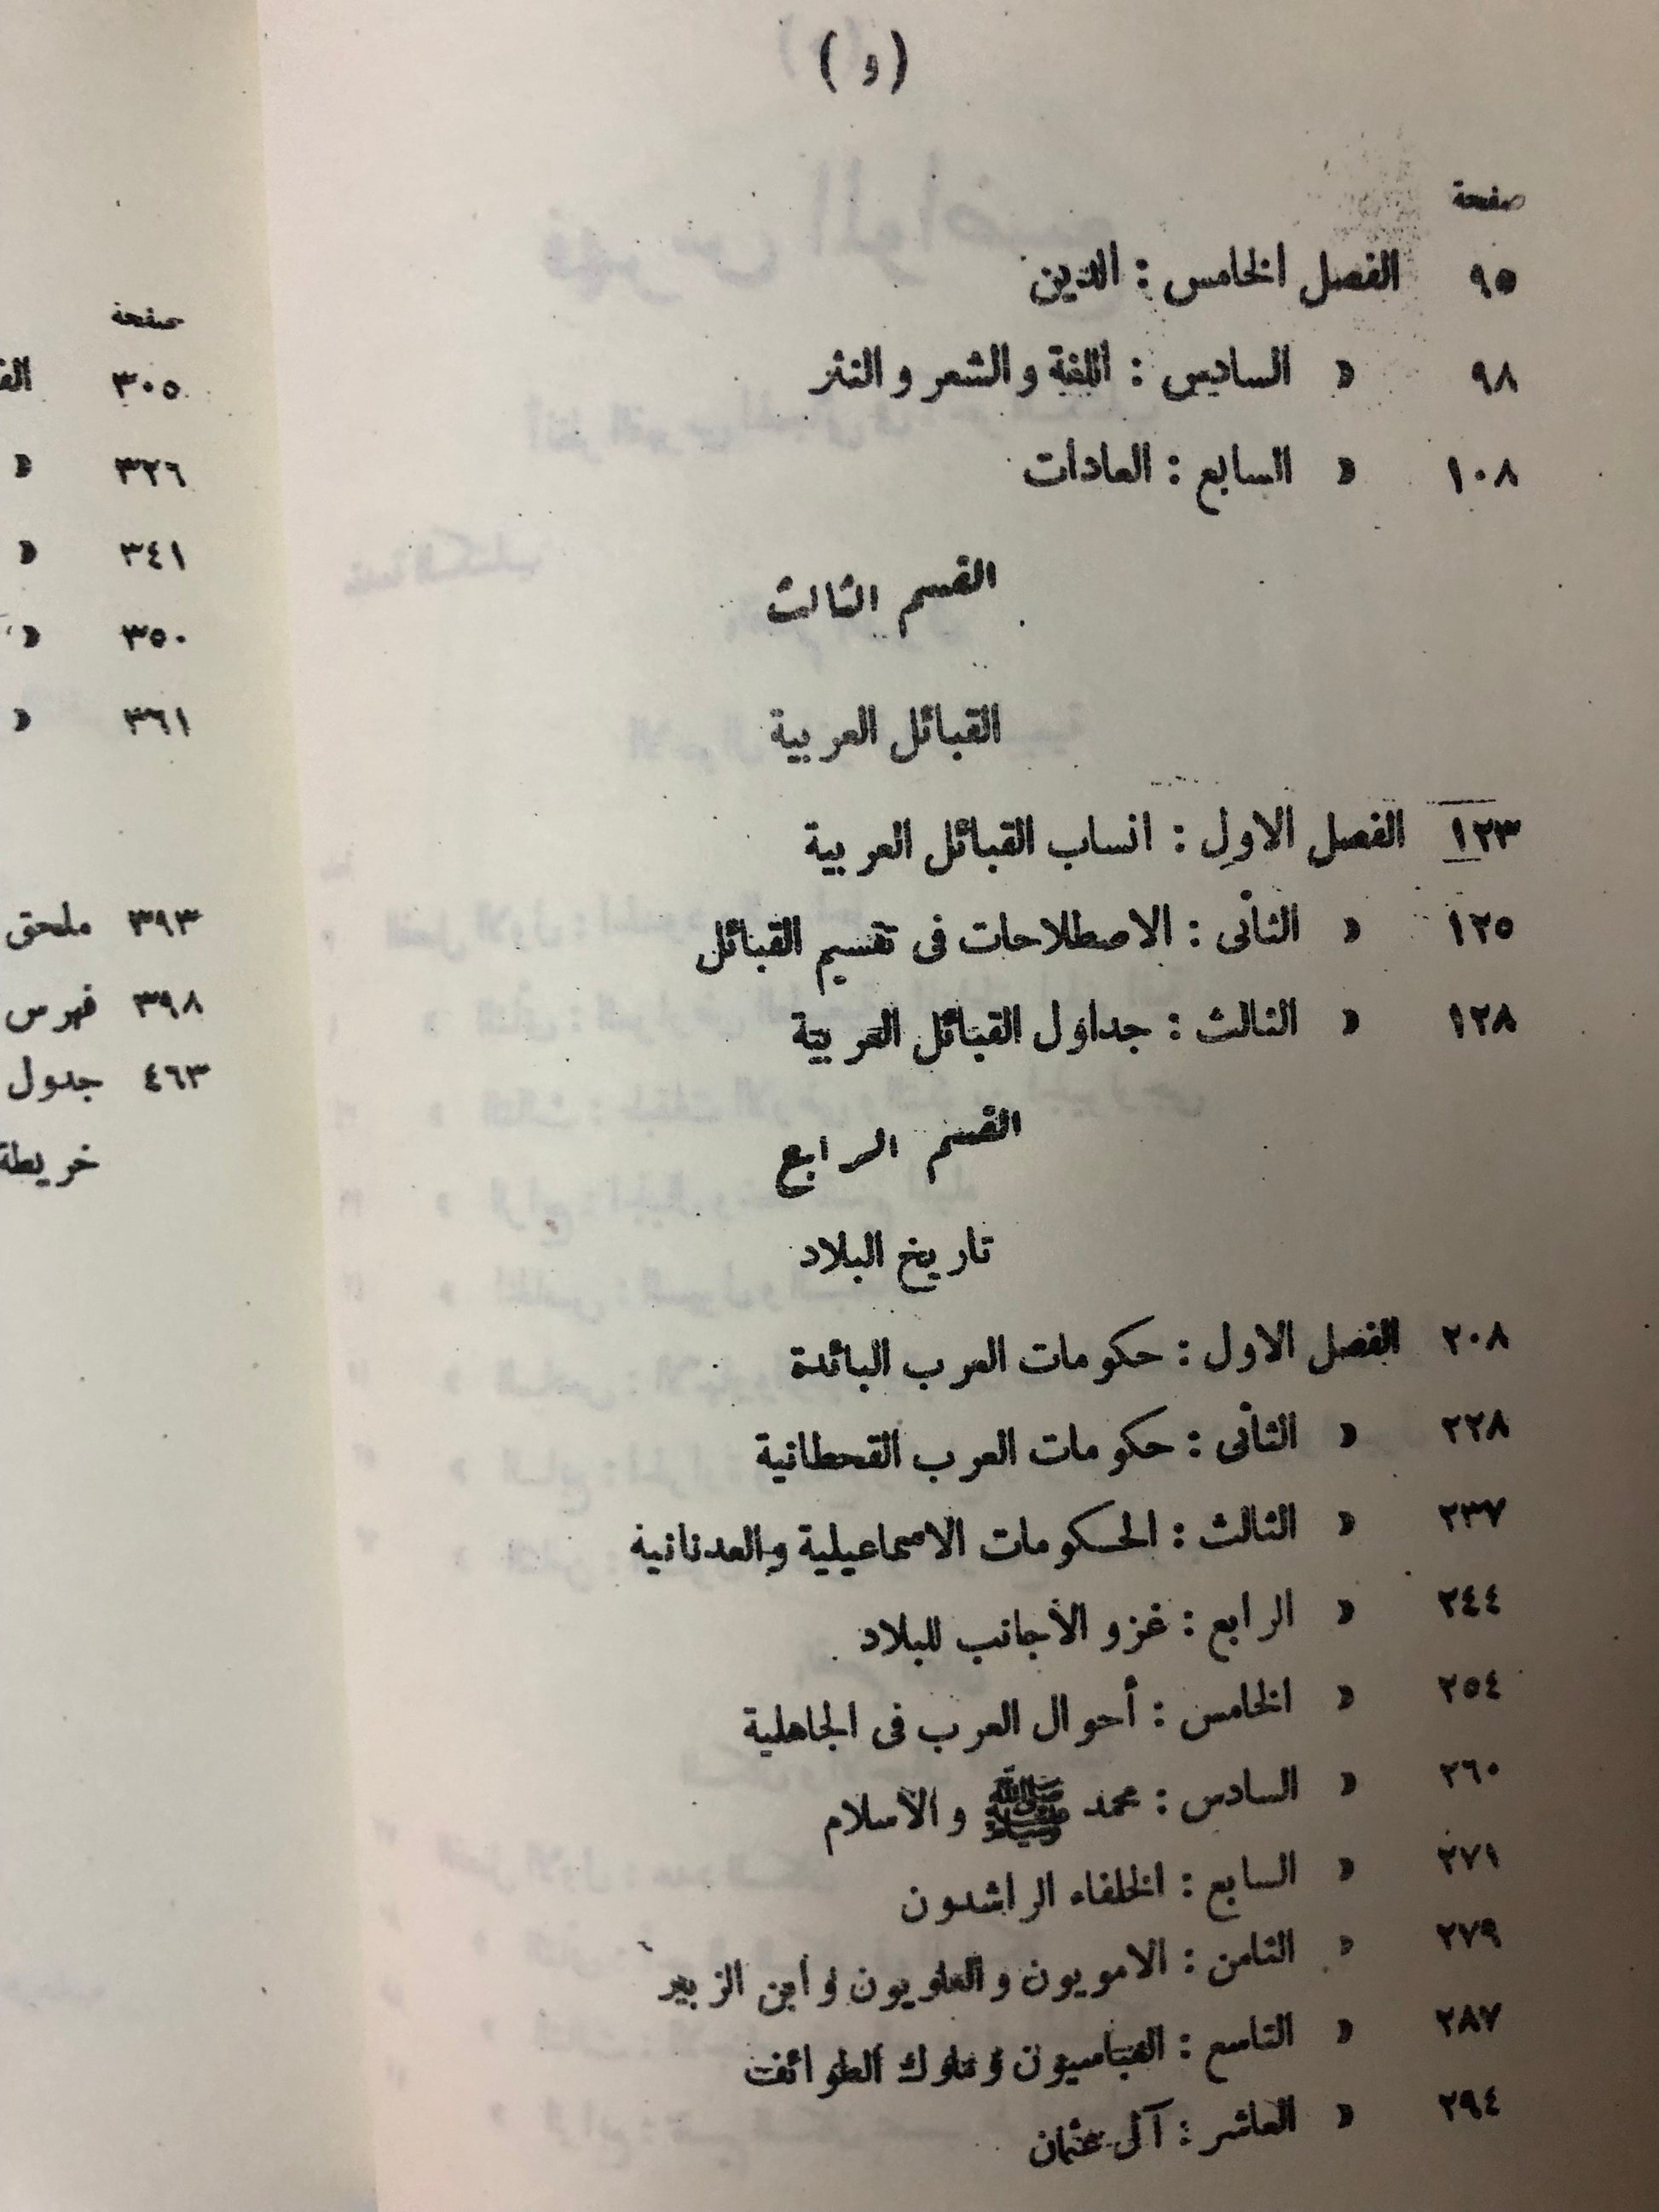 (و)
صفحة
٩٥ الفصل الخامس : الدين
٩٨ » السادس : اللغة والشعر والنثر
١٠٨ » السابع : العادات
القسم الثالث
القبائل العربية
١٢٣ الفصل الاول : انساب القبائل العربية
١٢٥ » الثانى : الاصطلاحات فى تقسيم القبائل
١٢٨ » الثالث : جداول القبائل العربية
القسم الرابع
تاريخ البلاد
٢٠٨ الفصل الاول : حكومات العرب البائدة
٢٢٨ » الثانى : حكومات العرب القحطانية
٢٣٧ » الثالث : الحكومات الاسماعيلية والعدنانية
٢٤٤ » الرابع : غزو الأجانب للبلاد
٢٥٤ » الخامس : أحوال العرب فى الجاهلية
٢٦٠ » السادس : محمد ﷺ والاسلام
٢٧١ » السابع : الخلفاء الراشدون
٢٧٩ » الثامن : الامويون والعلويون وابن الزبير
٢٨٧ » التاسع : العباسيون وملوك الطوائف
٢٩٤ » العاشر : آل عثمان
صفحة
٣٠٥
٣٢٦ »
٣٤١ »
٣٥٠ »
٣٦١ »
٣٩٣ ملحق
٣٩٨ فهرس
٤٦٣ جدول
خريطة